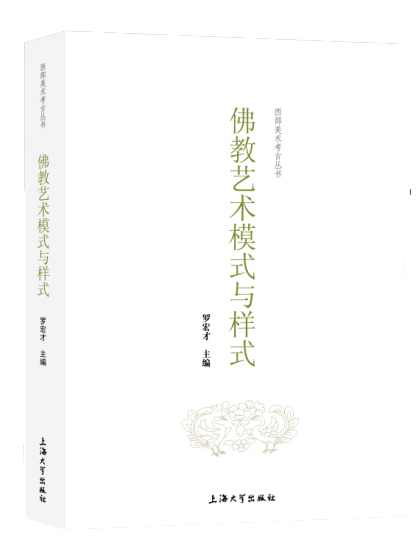 西部美术考古丛书
佛教艺术模式与样式
罗宏才 主编
上海大学出版社
西部美术考古丛书
佛教艺术模式与样式
罗宏才 主编
上海大学出版社